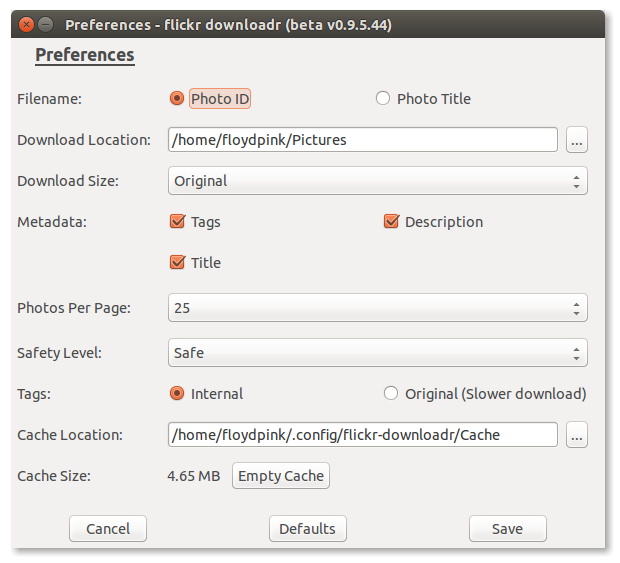 Preferences - flickr downloadr (beta v0.9.5.44)
Preferences
Filename: Photo ID Photo Title
Download Location: /home/floydpink/Pictures ...
Download Size: Original
Metadata: Tags Description
Title
Photos Per Page: 25
Safety Level: Safe
Tags: Internal Original (Slower download)
Cache Location: /home/floydpink/.config/flickr-downloadr/Cache ...
Cache Size: 4.65 MB Empty Cache
Cancel Defaults Save